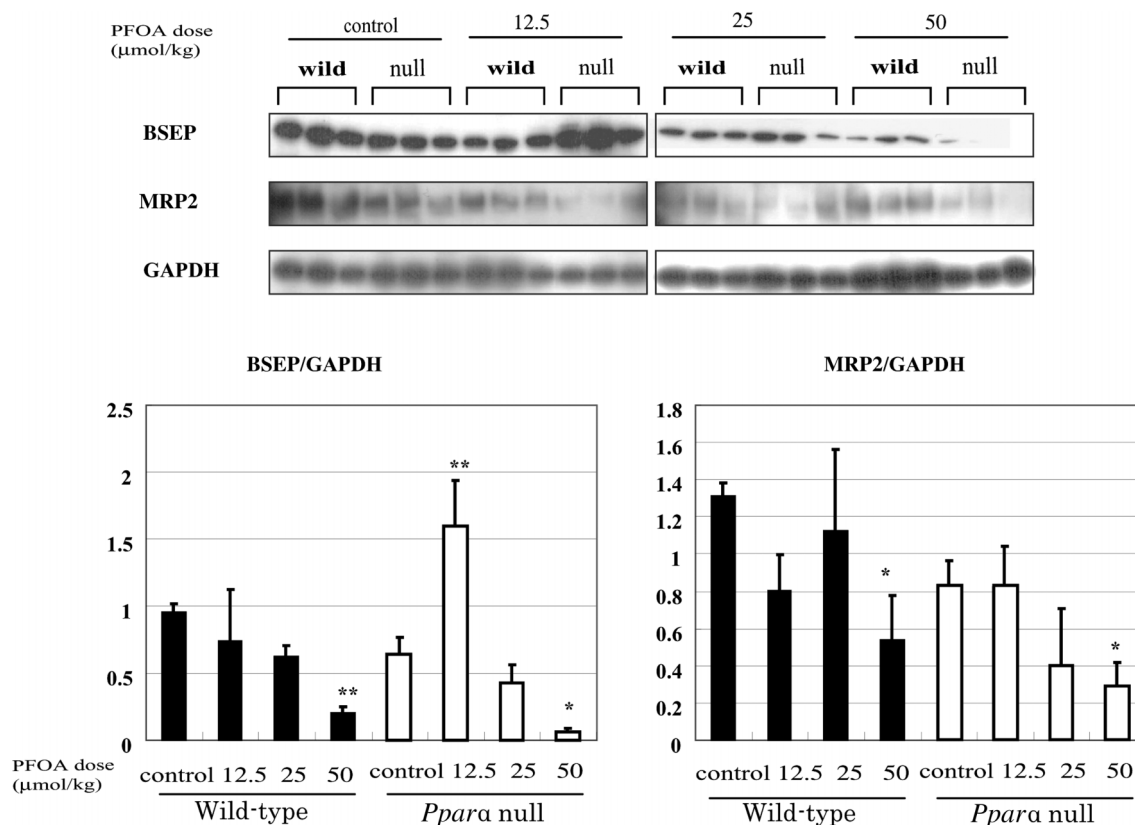 PFOA dose
(μmol/kg)
control 12.5 25 50
wild null wild null wild null wild null
BSEP
MRP2
GAPDH
BSEP/GAPDH
2.5
2
1.5
1
0.5
0
**
**
*
PFOA dose
(μmol/kg)
control 12.5 25 50 control 12.5 25 50
Wild-type Pparα null
MRP2/GAPDH
1.8
1.6
1.4
1.2
1
0.8
0.6
0.4
0.2
0
*
*
control 12.5 25 50 control 12.5 25 50
Wild-type Pparα null